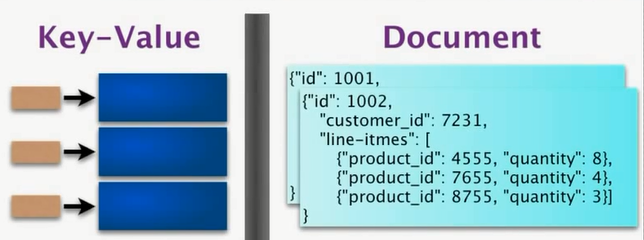 Key-Value
Document
{"id": 1001,
}
{"id": 1002,
"customer_id": 7231,
"line-itmes": [
{"product_id": 4555, "quantity": 8},
{"product_id": 7655, "quantity": 4},
{"product_id": 8755, "quantity": 3}]
}